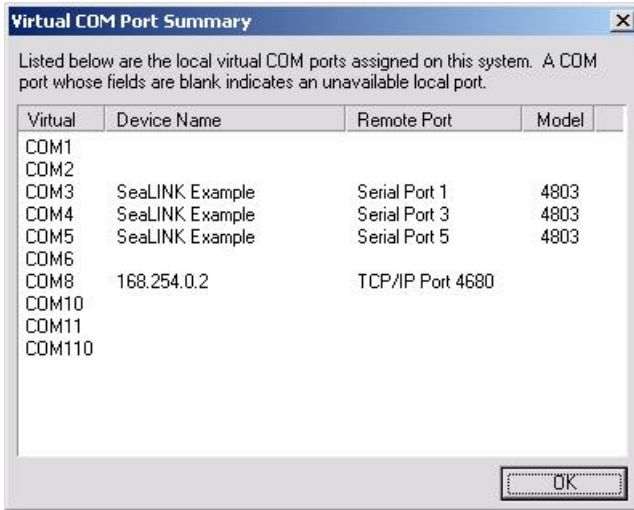 Virtual COM Port Summary
Listed below are the local virtual COM ports assigned on this system. A COM
port whose fields are blank indicates an unavailable local port.
Virtual Device Name Remote Port Model
COM1
COM2
COM3 SeaLINK Example Serial Port 1 4803
COM4 SeaLINK Example Serial Port 3 4803
COM5 SeaLINK Example Serial Port 5 4803
COM6
COM8 168.254.0.2 TCP/IP Port 4680
COM10
COM11
COM110
OK